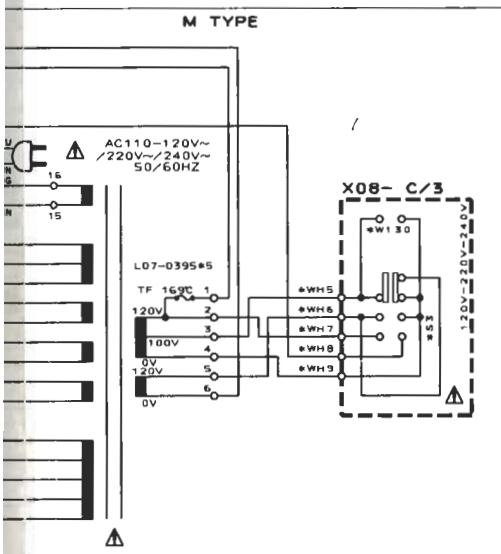 M TYPE
U
N
G
IN
16
15
AC110-120V~
/220V~/240V~
50/60HZ
L07-0395*5
TF 169℃ 1
120V 2
3
100V
4
0V
120V 5
6
0V
X08- C/3
*W130
*WH5
*WH6
*WH7
*WH8
*WH9
*S3
120V-220V-240V